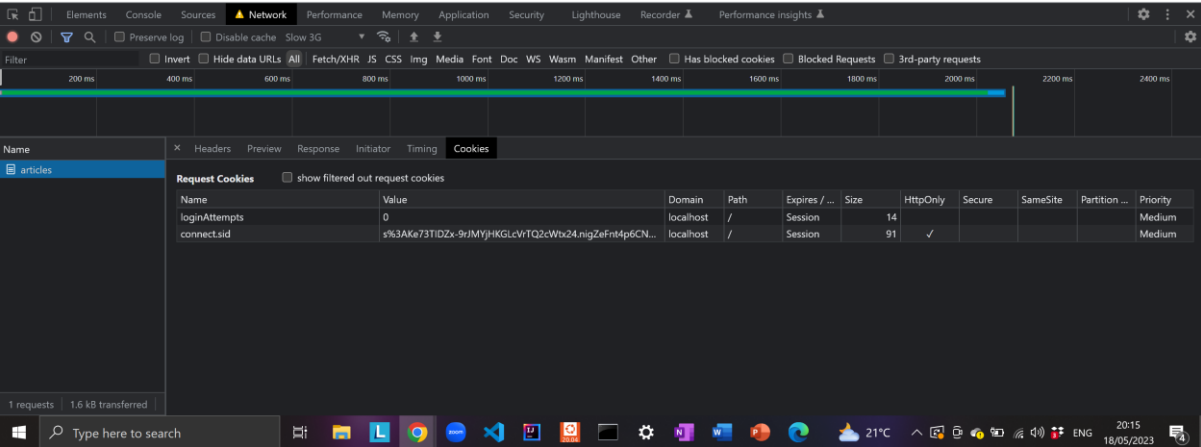 Elements Console Sources Network Performance Memory Application Security Lighthouse Recorder Performance insights
Preserve log Disable cache Slow 3G
Filter Invert Hide data URLs All Fetch/XHR JS CSS Img Media Font Doc WS Wasm Manifest Other Has blocked cookies Blocked Requests 3rd-party requests
200 ms 400 ms 600 ms 800 ms 1000 ms 1200 ms 1400 ms 1600 ms 1800 ms 2000 ms 2200 ms 2400 ms
Name × Headers Preview Response Initiator Timing Cookies
articles
Request Cookies show filtered out request cookies
Name Value Domain Path Expires / ... Size HttpOnly Secure SameSite Partition ... Priority
loginAttempts 0 localhost / Session 14 Medium
connect.sid s%3AKe73TlDZx-9rJMYjHKGLcVrTQ2cWtx24.nigZeFnt4p6CN... localhost / Session 91 ✓ Medium
1 requests 1.6 kB transferred
Type here to search L zoom IJ 20.04 N W P 21°C ENG 20:15
18/05/2023